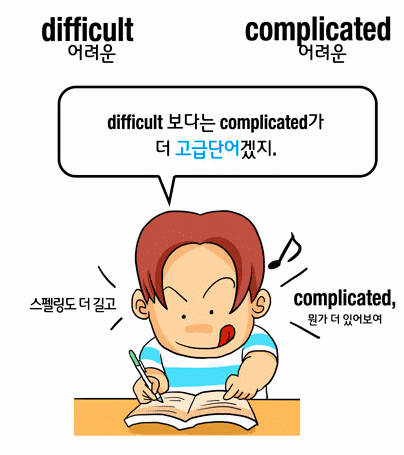 difficult
어려운
complicated
어려운
difficult 보다는 complicated가
더 고급단어겠지.
스펠링도 더 길고
complicated,
뭔가 더 있어보여